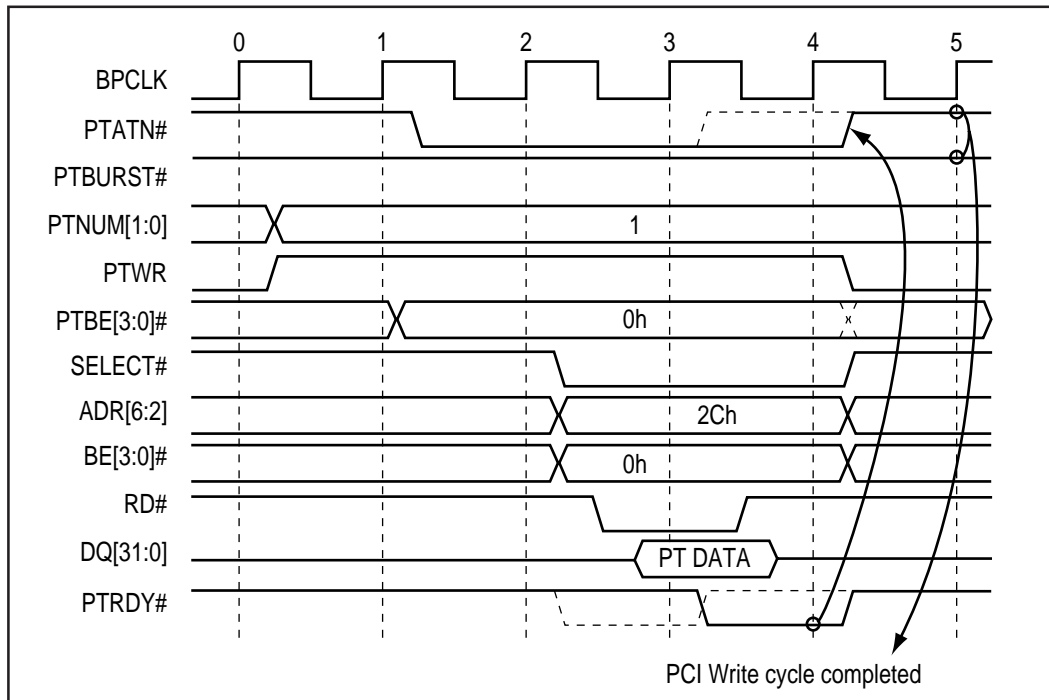 0 1 2 3 4 5
BPCLK
PTATN#
PTBURST#
PTNUM[1:0] 1
PTWR
PTBE[3:0]# 0h
SELECT#
ADR[6:2] 2Ch
BE[3:0]# 0h
RD#
DQ[31:0] PT DATA
PTRDY#
PCI Write cycle completed